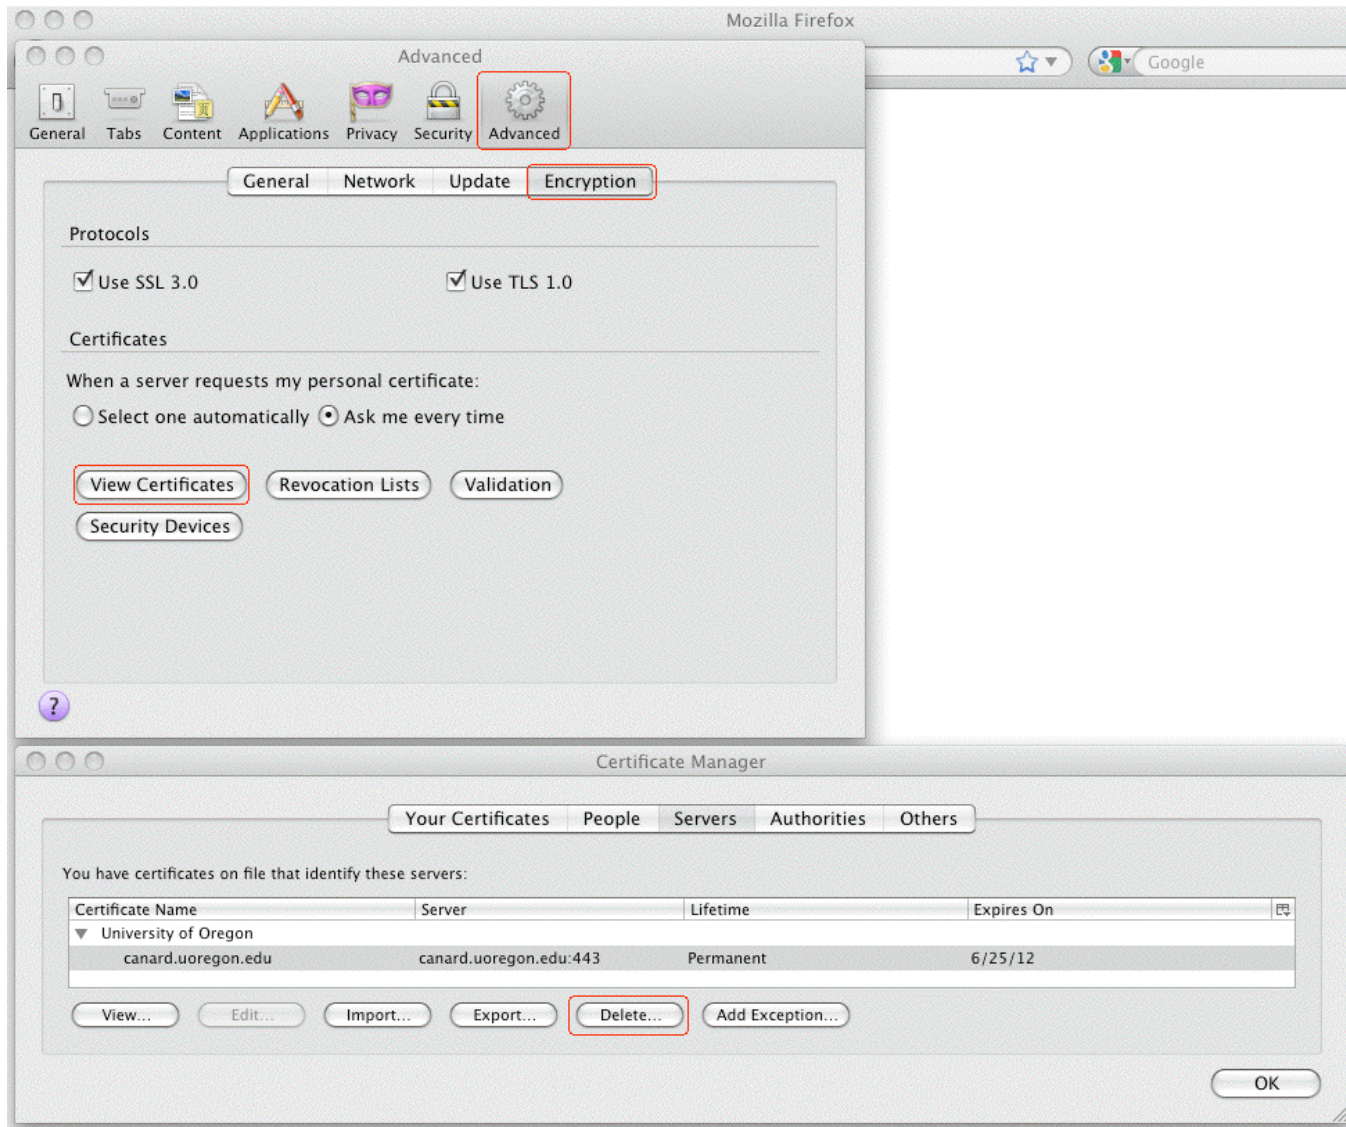 Mozilla Firefox
Advanced
Google
General Tabs Content Applications Privacy Security Advanced
General Network Update Encryption
Protocols
Use SSL 3.0 Use TLS 1.0
Certificates
When a server requests my personal certificate:
Select one automatically Ask me every time
View Certificates Revocation Lists Validation
Security Devices
?
Certificate Manager
Your Certificates People Servers Authorities Others
You have certificates on file that identify these servers:
Certificate Name Server Lifetime Expires On
University of Oregon
canard.uoregon.edu canard.uoregon.edu:443 Permanent 6/25/12
View... Edit... Import... Export... Delete... Add Exception...
OK